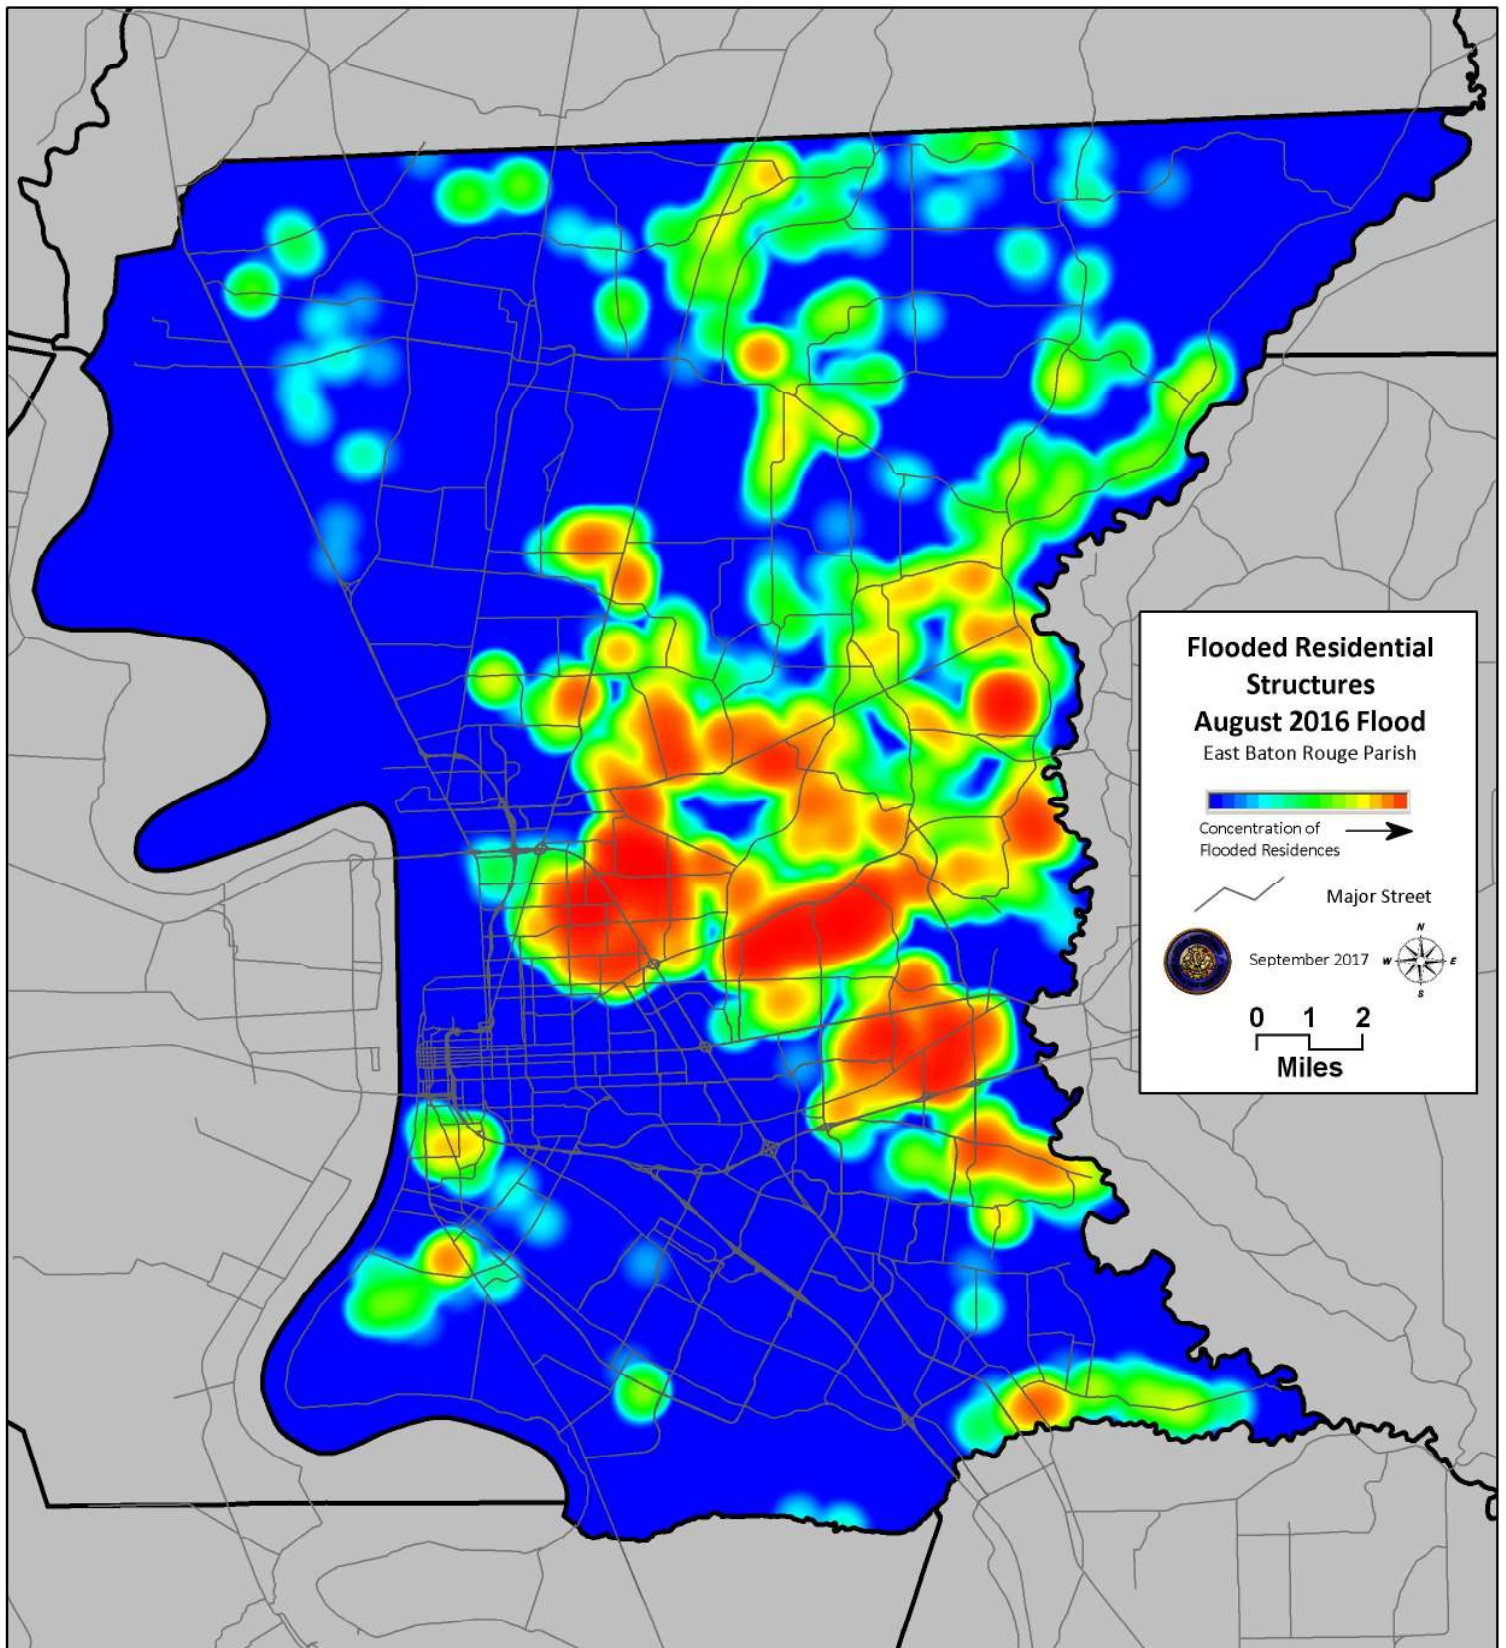 Flooded Residential
Structures
August 2016 Flood
East Baton Rouge Parish
Concentration of
Flooded Residences
Major Street
September 2017
N
W
E
S
0 1 2
Miles